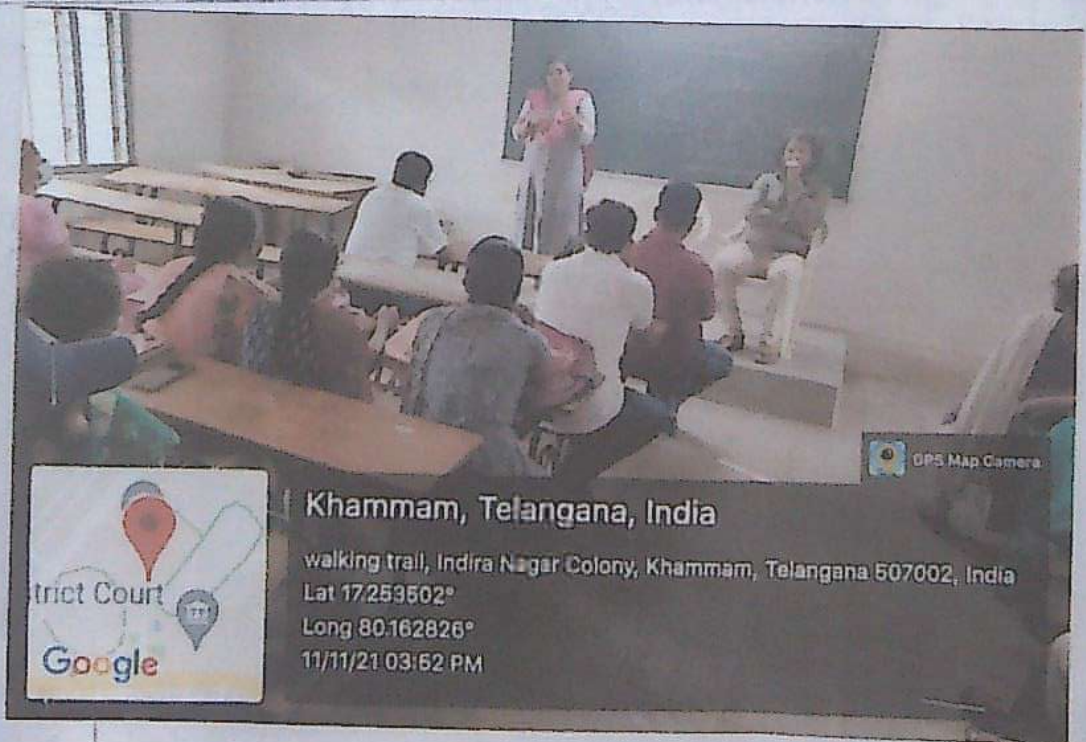 GPS Map Camera
Khammam, Telangana, India
walking trail, Indira Nagar Colony, Khammam, Telangana 507002, India
Lat 17.253502°
Long 80.162826°
11/11/21 03:52 PM
trict Court
Google